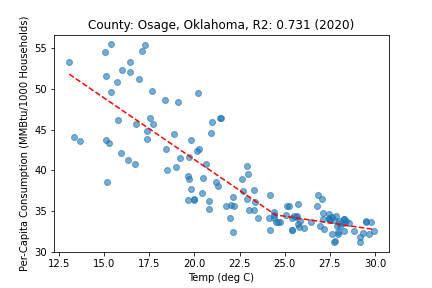 County: Osage, Oklahoma, R2: 0.731 (2020)
Per-Capita Consumption (MMBtu/1000 Households)
55
50
45
40
35
30
12.5 15.0 17.5 20.0 22.5 25.0 27.5 30.0
Temp (deg C)